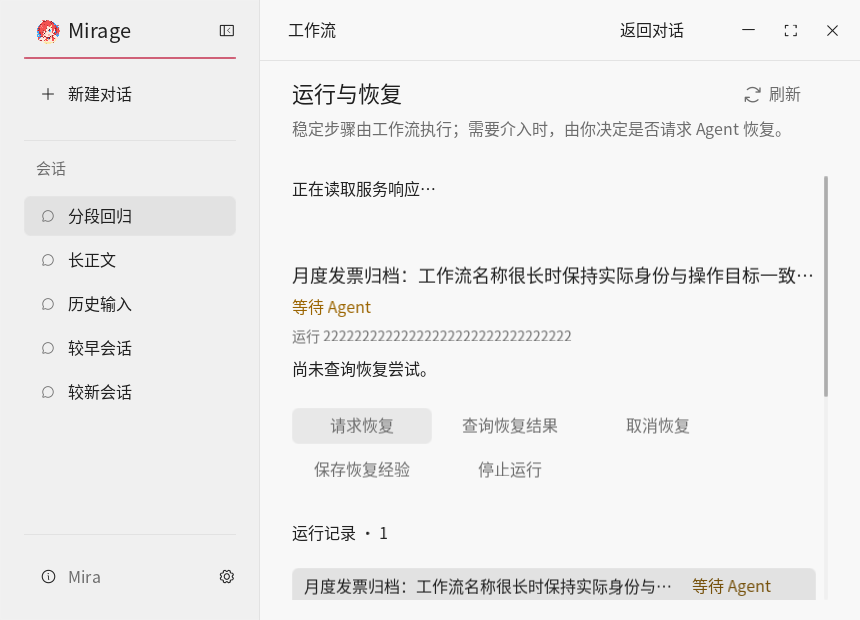 Mirage
新建对话
会话
分段回归
长正文
历史输入
较早会话
较新会话
Mira
工作流
返回对话
运行与恢复
刷新
稳定步骤由工作流执行；需要介入时，由你决定是否请求 Agent 恢复。
正在读取服务响应…
月度发票归档：工作流名称很长时保持实际身份与操作目标一致…
等待 Agent
运行 22222222222222222222222222222222
尚未查询恢复尝试。
请求恢复 查询恢复结果 取消恢复
保存恢复经验 停止运行
运行记录 · 1
月度发票归档：工作流名称很长时保持实际身份与… 等待 Agent